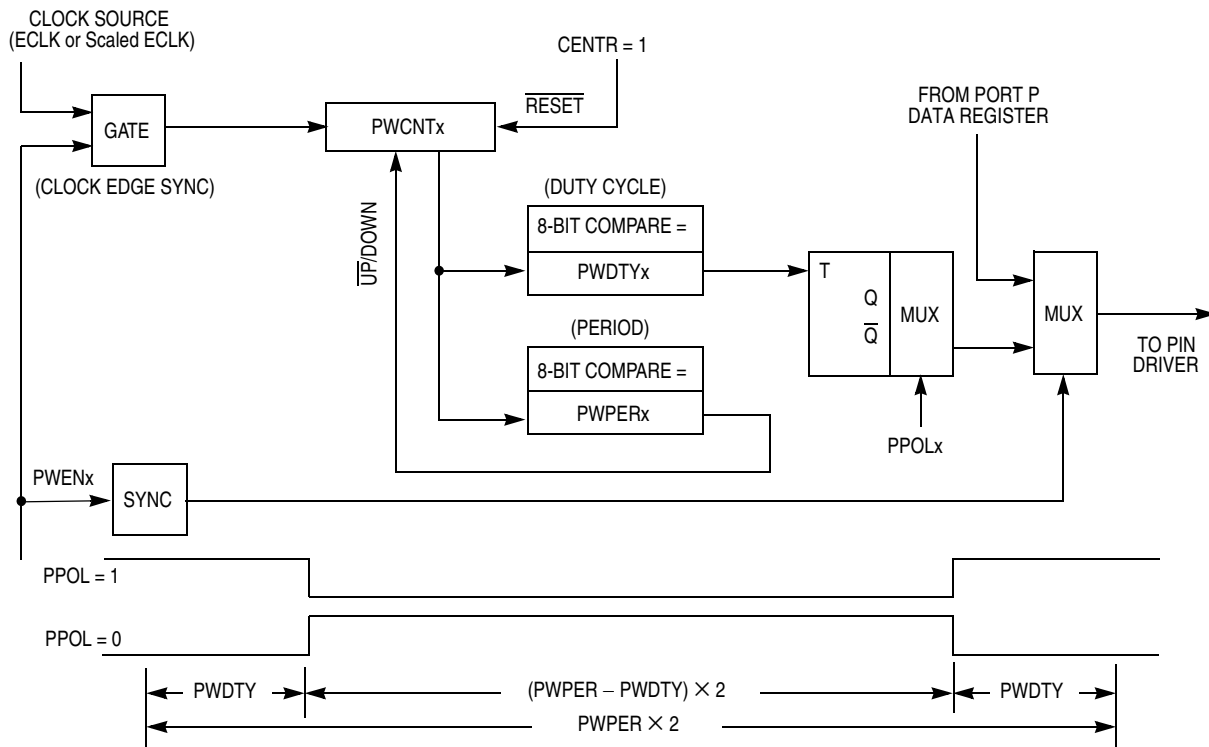 CLOCK SOURCE
(ECLK or Scaled ECLK)
CENTR = 1
RESET
FROM PORT P
DATA REGISTER
GATE
PWCNTx
(CLOCK EDGE SYNC)
UP/DOWN
(DUTY CYCLE)
8-BIT COMPARE =
PWDTYx
T
Q
Q
MUX
MUX
TO PIN
DRIVER
(PERIOD)
8-BIT COMPARE =
PWPERx
PPOLx
PWENx
SYNC
PPOL = 1
PPOL = 0
PWDTY
(PWPER – PWDTY) × 2
PWDTY
PWPER × 2